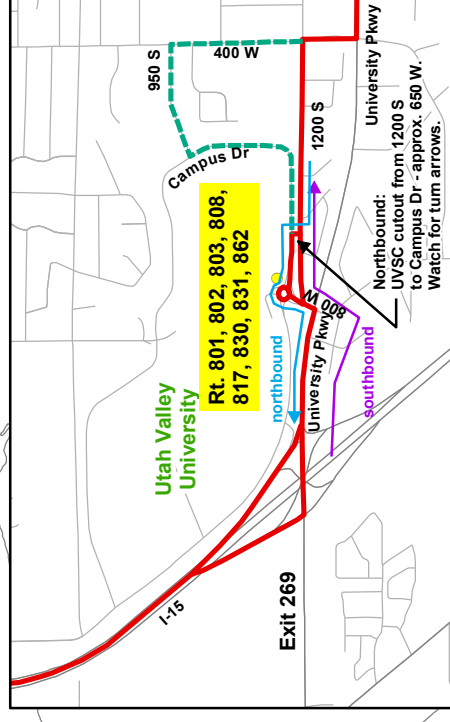 950 S
400 W
Campus Dr
1200 S
University Pkwy
Rt. 801, 802, 803, 808,
817, 830, 831, 862
Northbound:
UVSC cutout from 1200 S
to Campus Dr - approx. 650 W.
Watch for turn arrows.
800 W
Utah Valley
University
northbound
University Pkwy
southbound
I-15
Exit 269